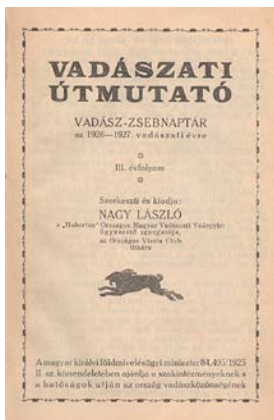 VADÁSZATI
ÚTMUTATÓ
VADÁSZ-ZSEBNAPTÁR
az 1926—1927. vadászati évre
III. évfolyam
Szerkeszti és kiadja:
NAGY LÁSZLÓ
a „Hubertus" Országos Magyar Vadászati Védegylet
ügyvezető igazgatója,
az Országos Vizsla Club
titkára
A magyar királyi földmívelésügyi miniszter 84,495/1925
II. sz. körrendeletében ajánlja a szakintézményeknek s
a hatóságok utján az ország vadászközönségének